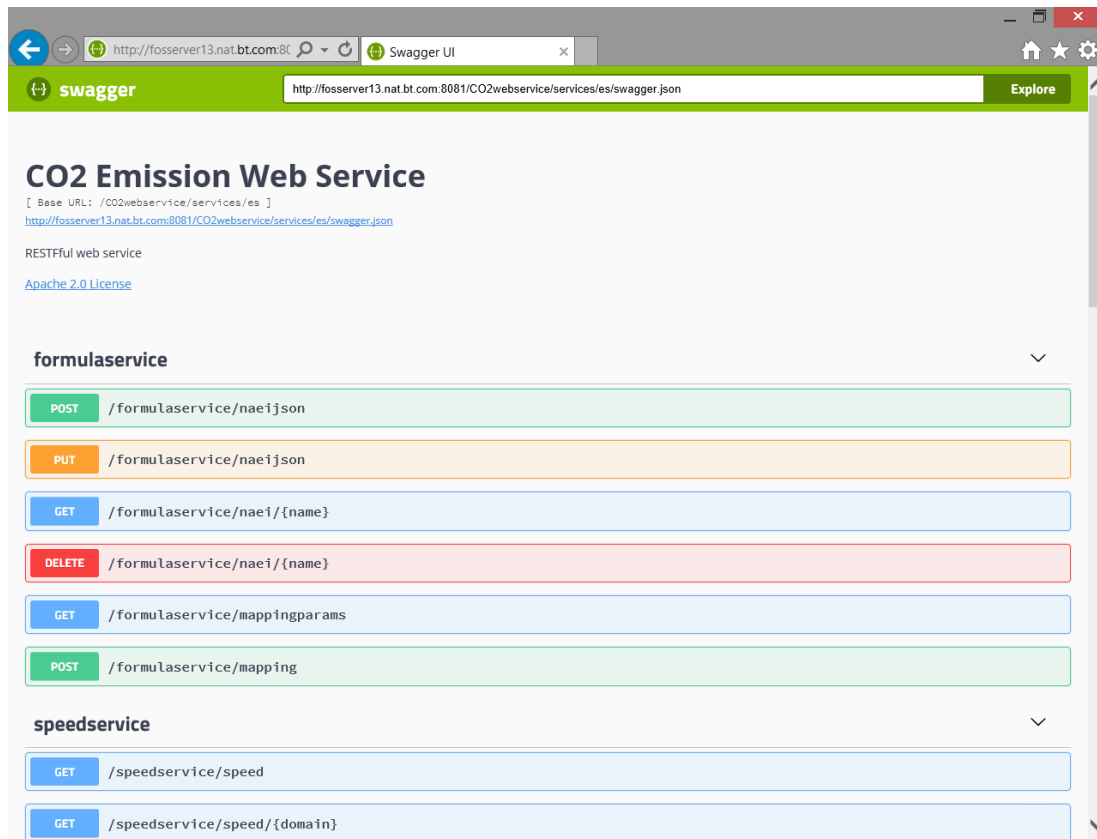 http://fosserver13.nat.bt.com:80
Swagger UI
swagger
http://fosserver13.nat.bt.com:8081/CO2webservice/services/es/swagger.json
Explore
CO2 Emission Web Service
[ Base URL: /CO2webservice/services/es ]
http://fosserver13.nat.bt.com:8081/CO2webservice/services/es/swagger.json
RESTFful web service
Apache 2.0 License
formulaservice
POST /formulaservice/naeijson
PUT /formulaservice/naeijson
GET /formulaservice/naei/{name}
DELETE /formulaservice/naei/{name}
GET /formulaservice/mappingparams
POST /formulaservice/mapping
speedservice
GET /speedservice/speed
GET /speedservice/speed/{domain}